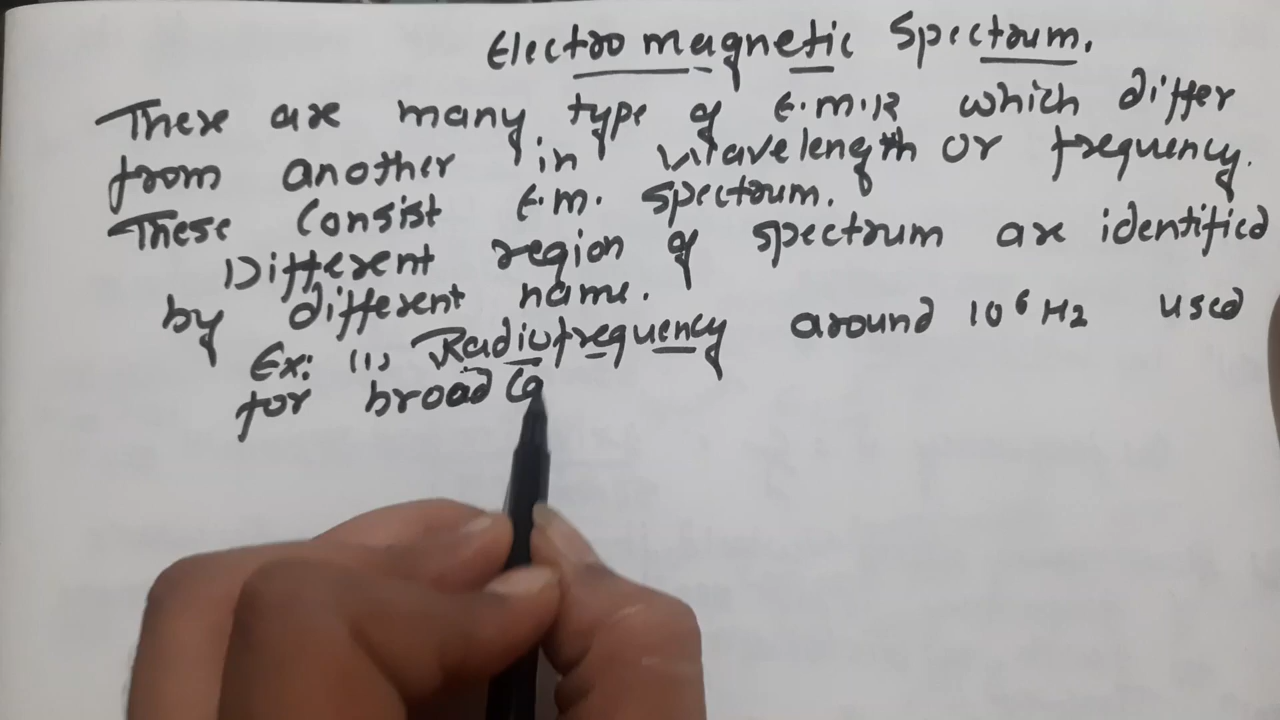 Electromagnetic Spectrum.
There are many type of E.M.R which differ
from another in wavelength or frequency.
These consist E.m. spectrum.
Different region of spectrum are identified
by different name.
Ex: (1) Radiofrequency around 10⁶ Hz used
for broadca